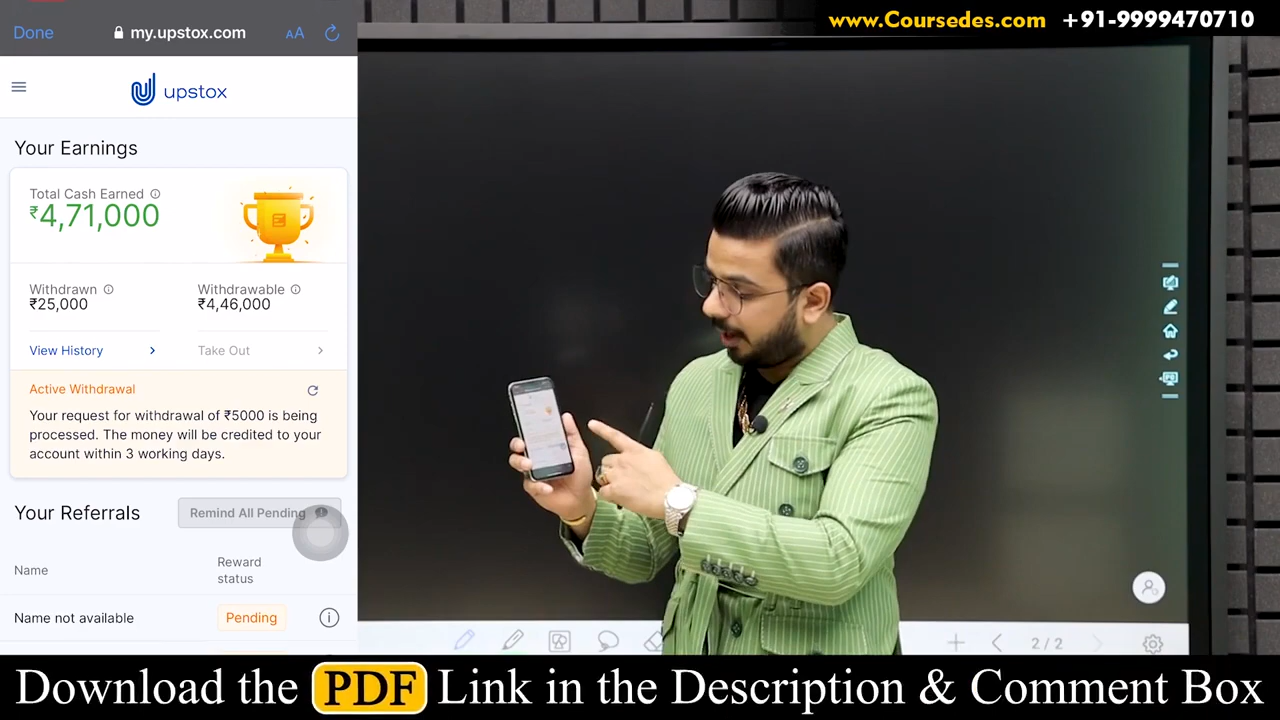 www.Coursedes.com +91-9999470710
Done my.upstox.com AA
upstox
Your Earnings
Total Cash Earned
₹4,71,000
Withdrawn Withdrawable
₹25,000 ₹4,46,000
View History Take Out
Active Withdrawal
Your request for withdrawal of ₹5000 is being
processed. The money will be credited to your
account within 3 working days.
Your Referrals Remind All Pending
Name Reward
status
Name not available Pending
2 / 2
Download the PDF Link in the Description & Comment Box